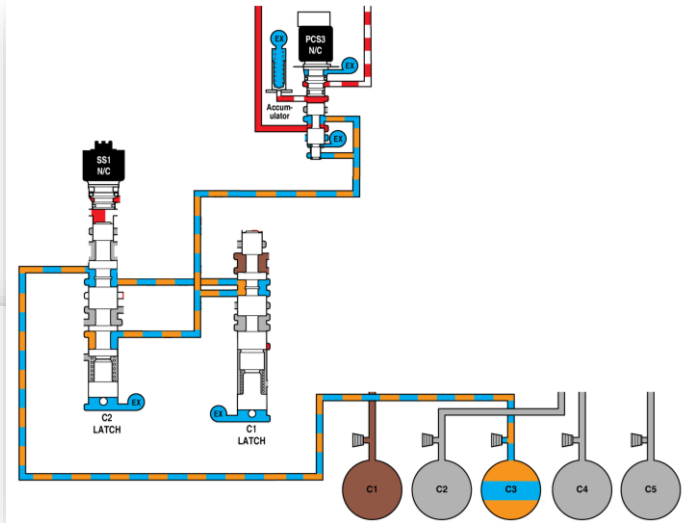 EX
PCS3
N/C
EX
Accum-
ulator
EX
SS1
N/C
EX
C2
LATCH
EX
C1
LATCH
C1
C2
C3
C4
C5